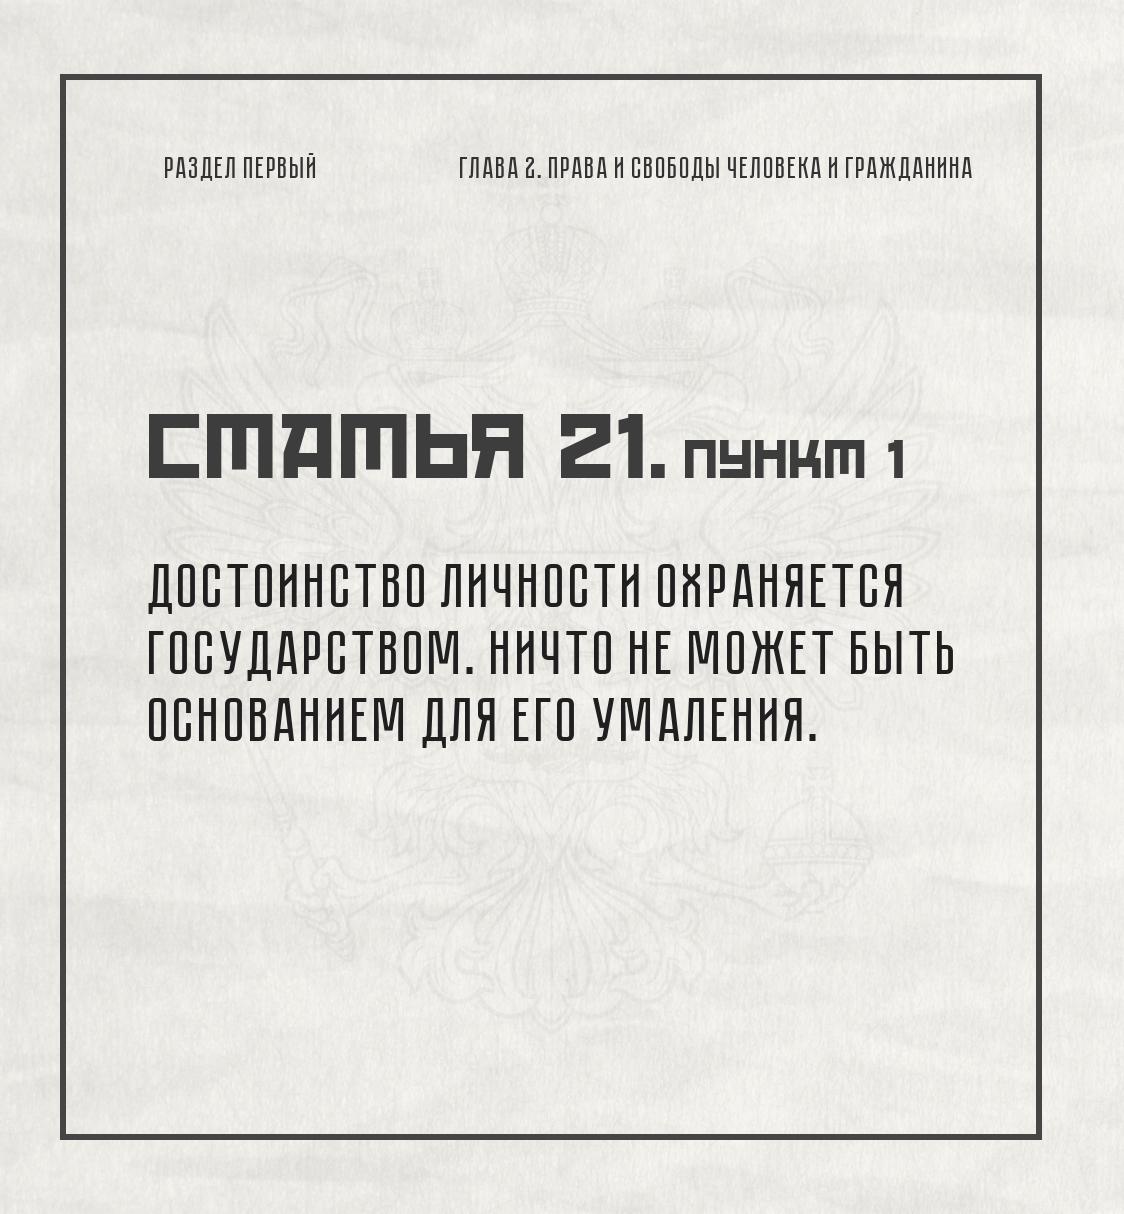 РАЗДЕЛ ПЕРВЫЙ
ГЛАВА 2. ПРАВА И СВОБОДЫ ЧЕЛОВЕКА И ГРАЖДАНИНА
СТАТЬЯ 21. ПУНКТ 1
ДОСТОИНСТВО ЛИЧНОСТИ ОХРАНЯЕТСЯ
ГОСУДАРСТВОМ. НИЧТО НЕ МОЖЕТ БЫТЬ
ОСНОВАНИЕМ ДЛЯ ЕГО УМАЛЕНИЯ.